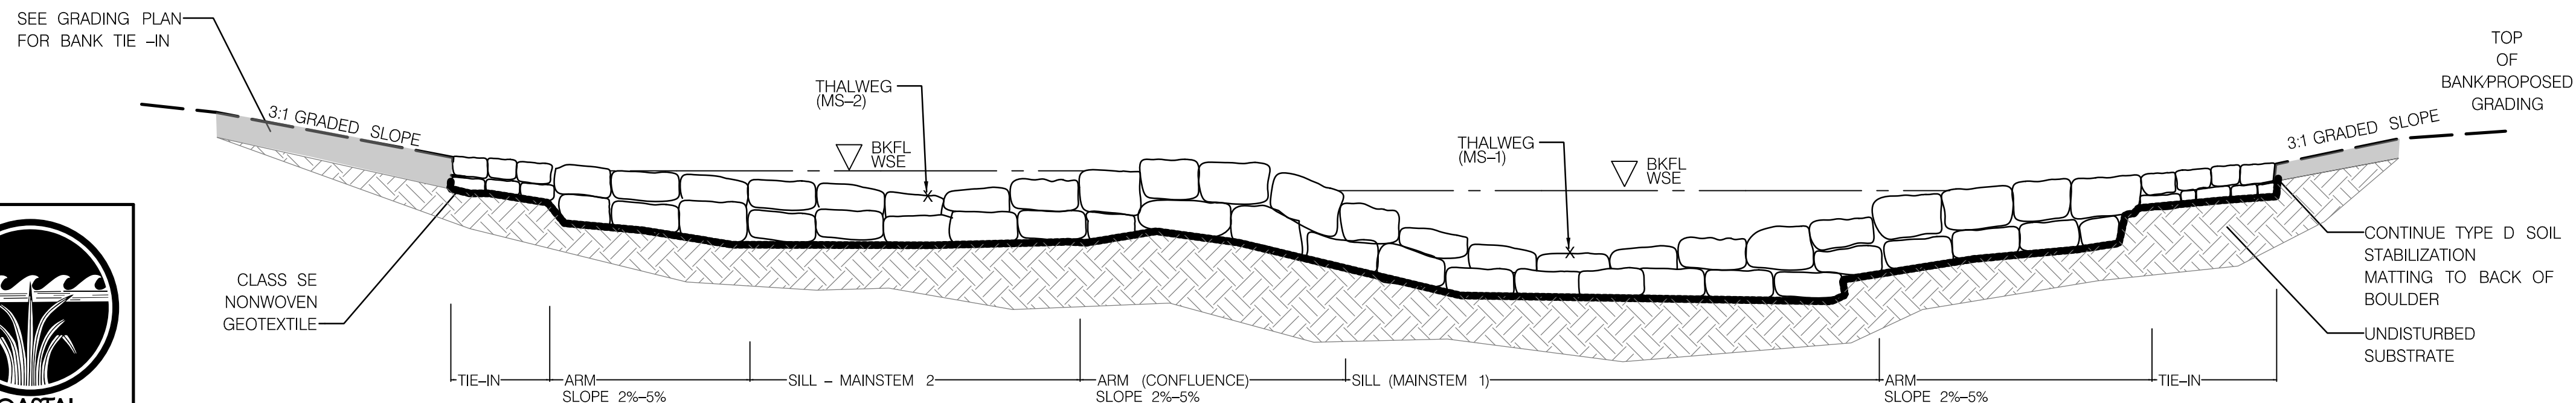 SEE GRADING PLAN
FOR BANK TIE -IN
3:1 GRADED SLOPE
THALWEG
(MS-2)
BKFL
WSE
THALWEG
(MS-1)
BKFL
WSE
TOP
OF
BANK/PROPOSED
GRADING
3:1 GRADED SLOPE
CLASS SE
NONWOVEN
GEOTEXTILE
CONTINUE TYPE D SOIL
STABILIZATION
MATTING TO BACK OF
BOULDER
UNDISTURBED
SUBSTRATE
TIE-IN
ARM
SLOPE 2%-5%
SILL - MAINSTEM 2
ARM (CONFLUENCE)
SLOPE 2%-5%
SILL (MAINSTEM 1)
ARM
SLOPE 2%-5%
TIE-IN